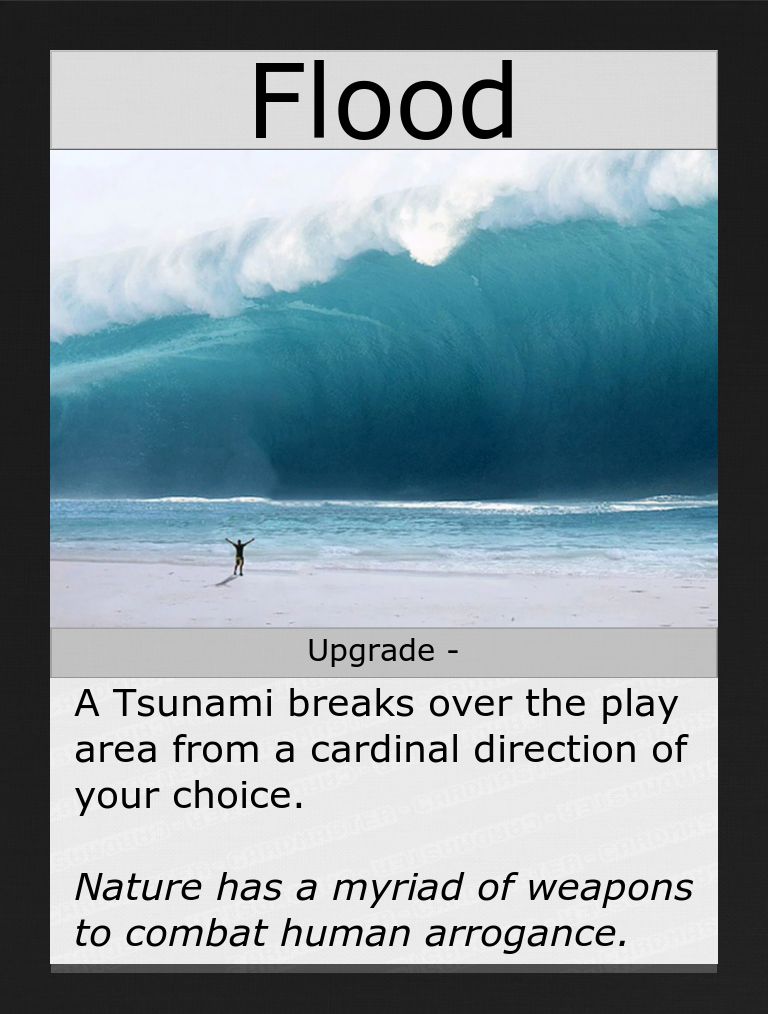 Flood
Upgrade -
A Tsunami breaks over the play
area from a cardinal direction of
your choice.
Nature has a myriad of weapons
to combat human arrogance.